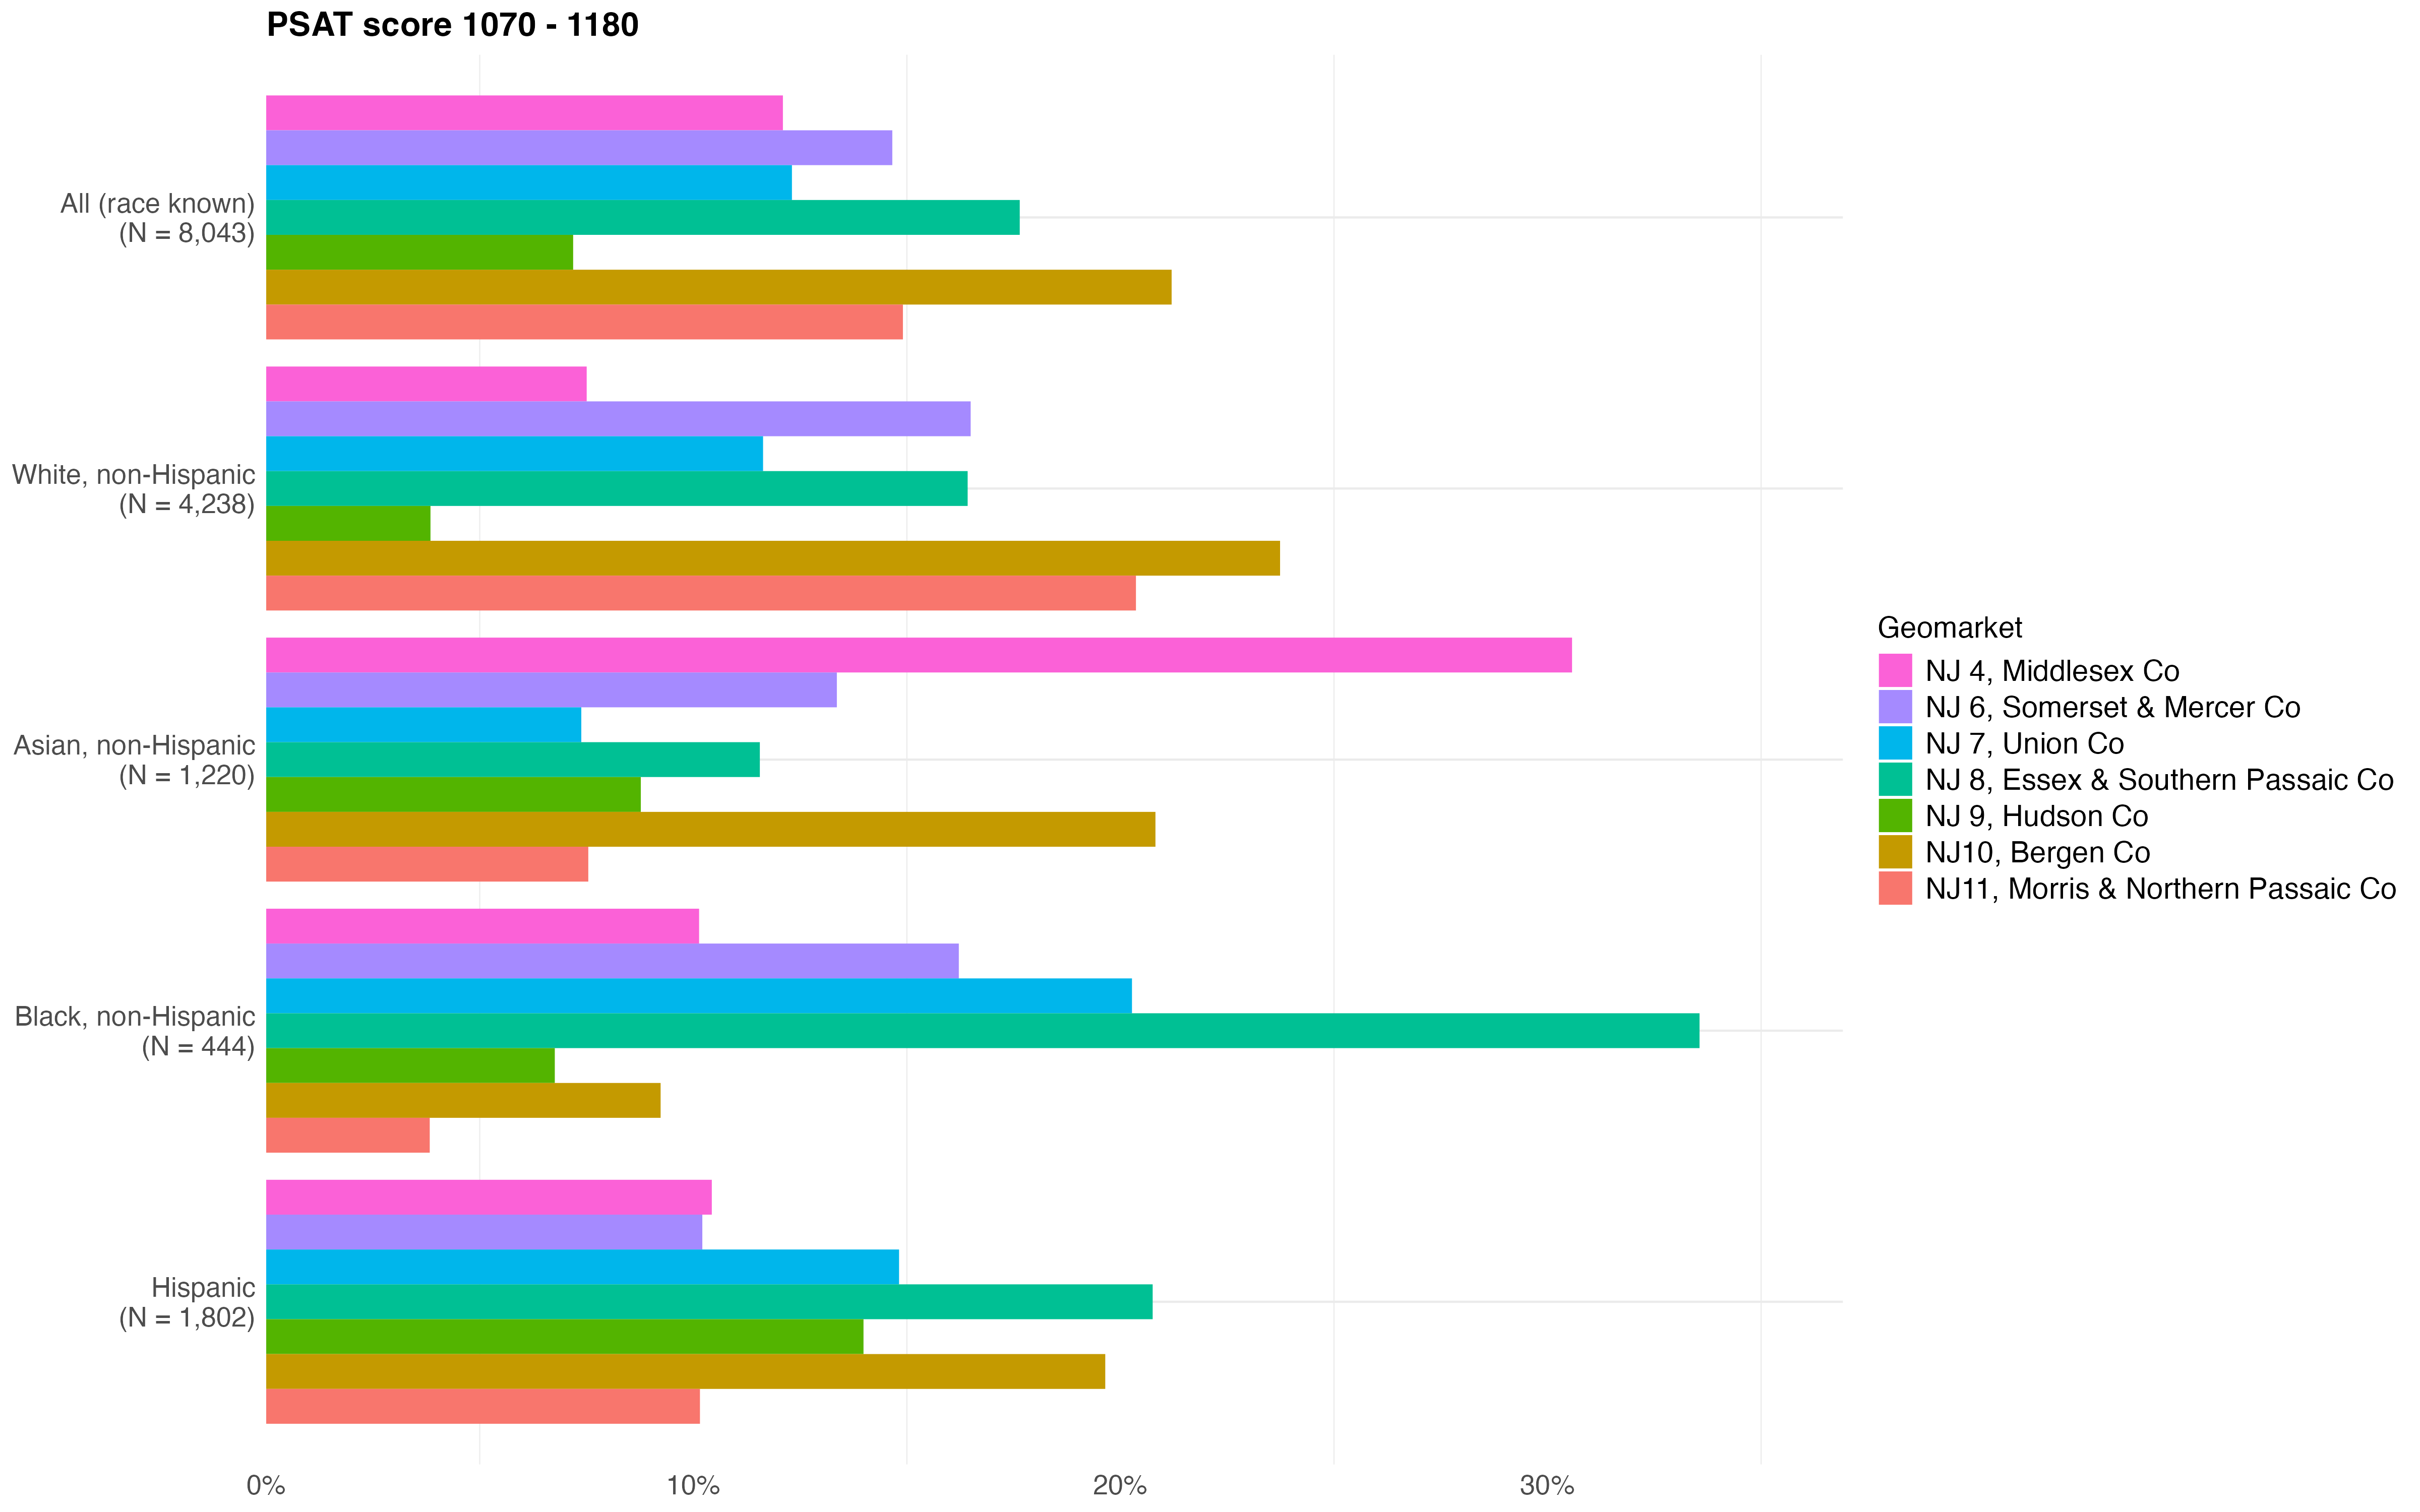 PSAT score 1070 - 1180
All (race known)
(N = 8,043)
White, non-Hispanic
(N = 4,238)
Asian, non-Hispanic
(N = 1,220)
Black, non-Hispanic
(N = 444)
Hispanic
(N = 1,802)
0% 10% 20% 30%
Geomarket
NJ 4, Middlesex Co
NJ 6, Somerset & Mercer Co
NJ 7, Union Co
NJ 8, Essex & Southern Passaic Co
NJ 9, Hudson Co
NJ10, Bergen Co
NJ11, Morris & Northern Passaic Co